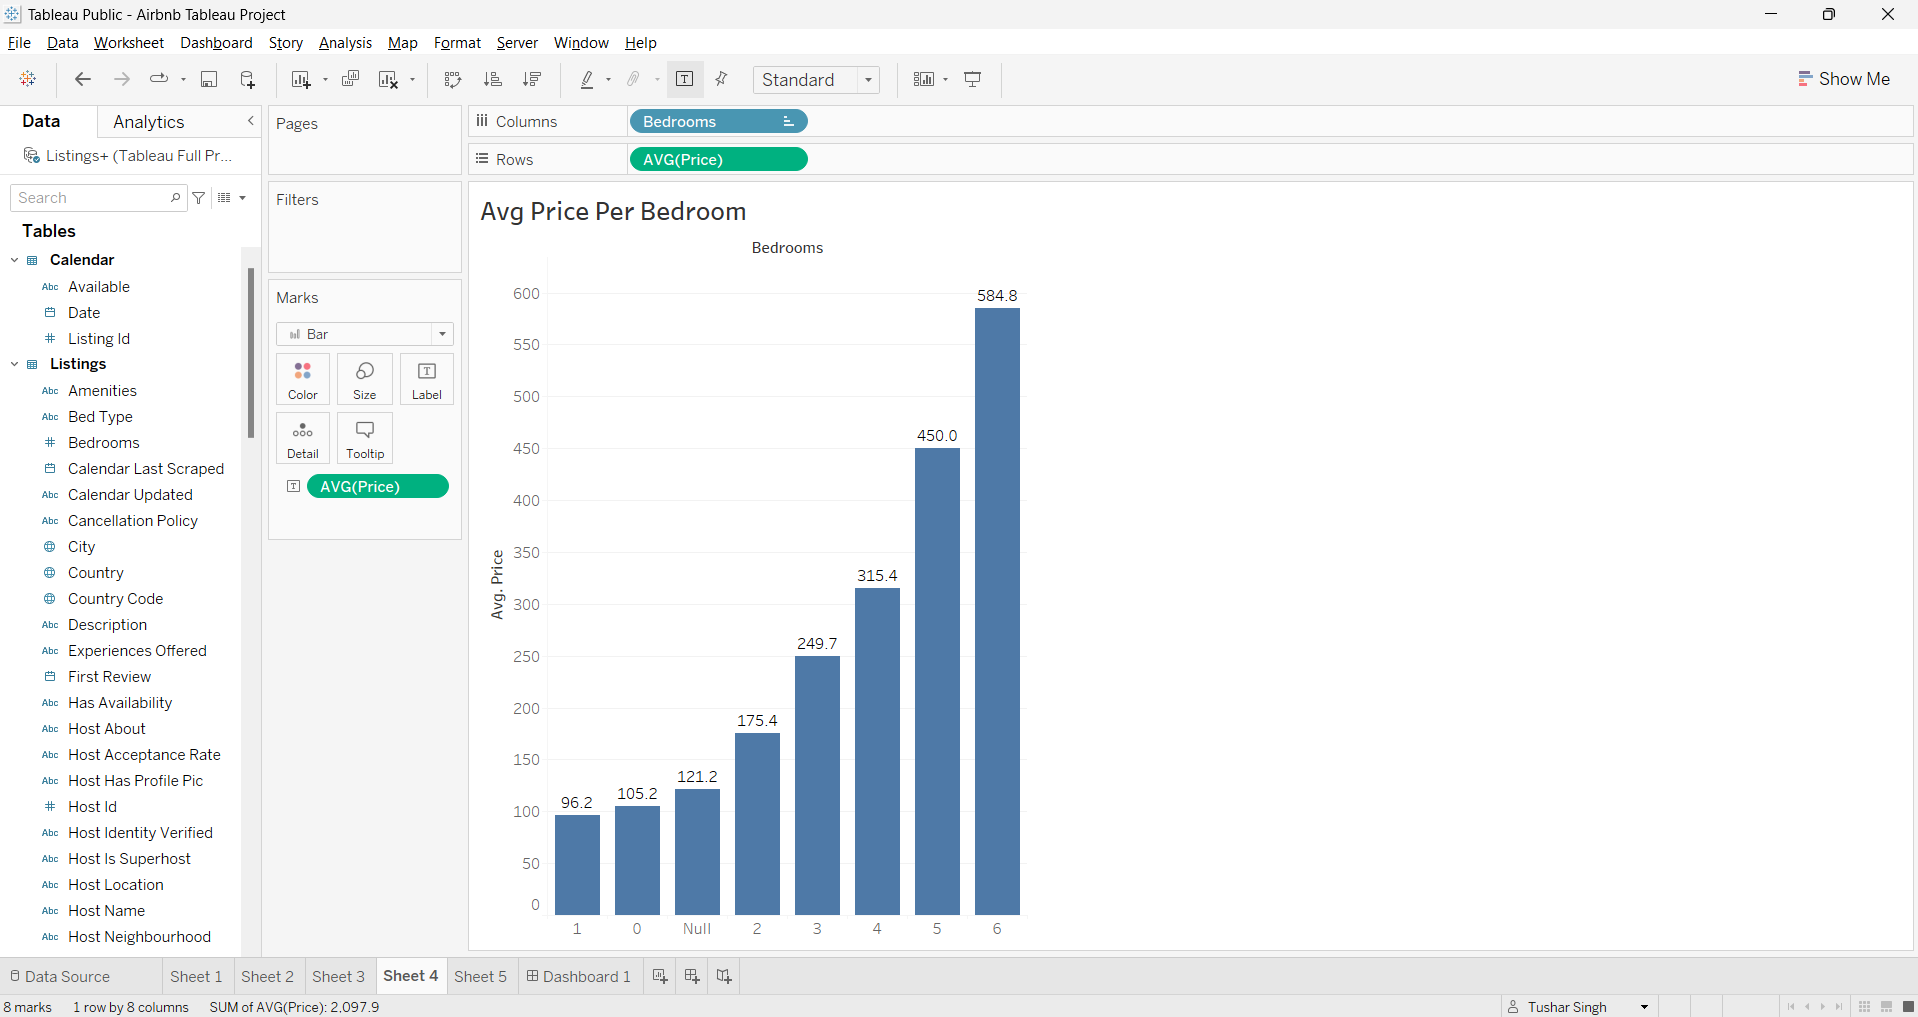 Tableau Public - Airbnb Tableau Project
File Data Worksheet Dashboard Story Analysis Map Format Server Window Help
Standard
Show Me
Data Analytics
Listings+ (Tableau Full Pr...
Search
Tables
Calendar
Abc Available
Date
# Listing Id
Listings
Abc Amenities
Abc Bed Type
# Bedrooms
Calendar Last Scraped
Abc Calendar Updated
Abc Cancellation Policy
City
Country
Country Code
Abc Description
Abc Experiences Offered
First Review
Abc Has Availability
Abc Host About
Abc Host Acceptance Rate
Abc Host Has Profile Pic
# Host Id
Abc Host Identity Verified
Abc Host Is Superhost
Abc Host Location
Abc Host Name
Abc Host Neighbourhood
Pages
Filters
Marks
Bar
Color Size Label
Detail Tooltip
AVG(Price)
Columns Bedrooms
Rows AVG(Price)
Avg Price Per Bedroom
Bedrooms
Avg. Price
600
550
500
450
400
350
300
250
200
150
100
50
0
96.2
105.2
121.2
175.4
249.7
315.4
450.0
584.8
1 0 Null 2 3 4 5 6
Data Source Sheet 1 Sheet 2 Sheet 3 Sheet 4 Sheet 5 Dashboard 1
8 marks 1 row by 8 columns SUM of AVG(Price): 2,097.9
Tushar Singh